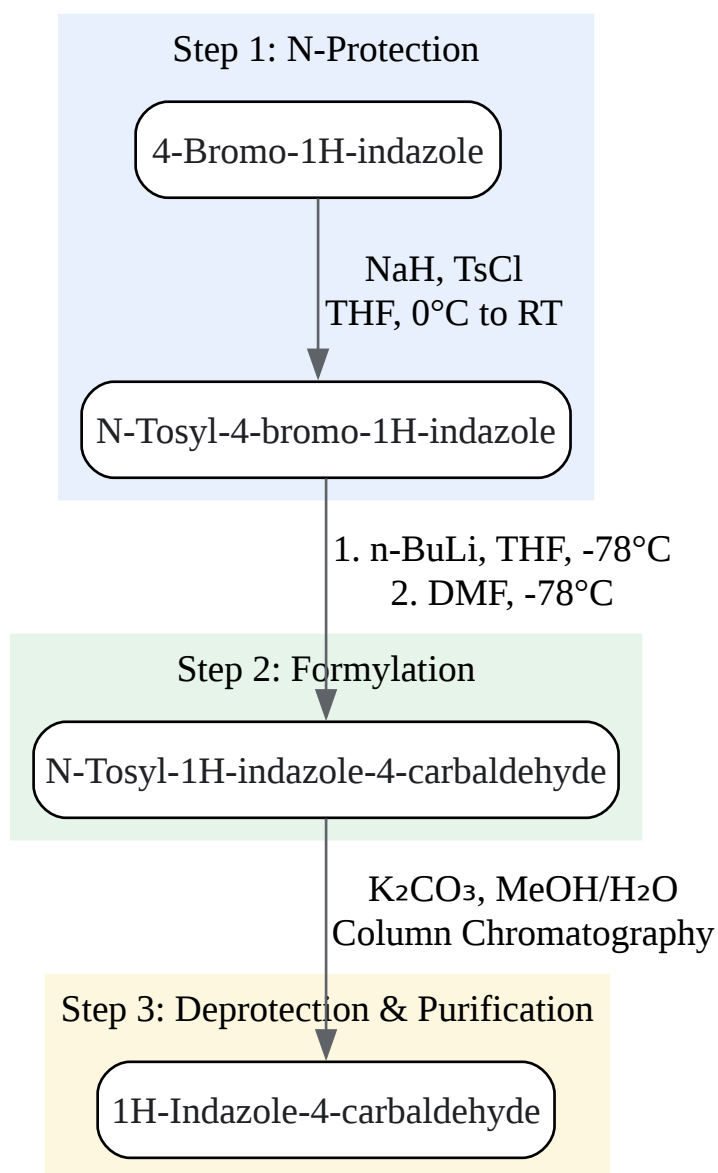 Step 1: N-Protection
4-Bromo-1H-indazole
NaH, TsCl
THF, 0°C to RT
N-Tosyl-4-bromo-1H-indazole
1. n-BuLi, THF, -78°C
2. DMF, -78°C
Step 2: Formylation
N-Tosyl-1H-indazole-4-carbaldehyde
K₂CO₃, MeOH/H₂O
Column Chromatography
Step 3: Deprotection & Purification
1H-Indazole-4-carbaldehyde